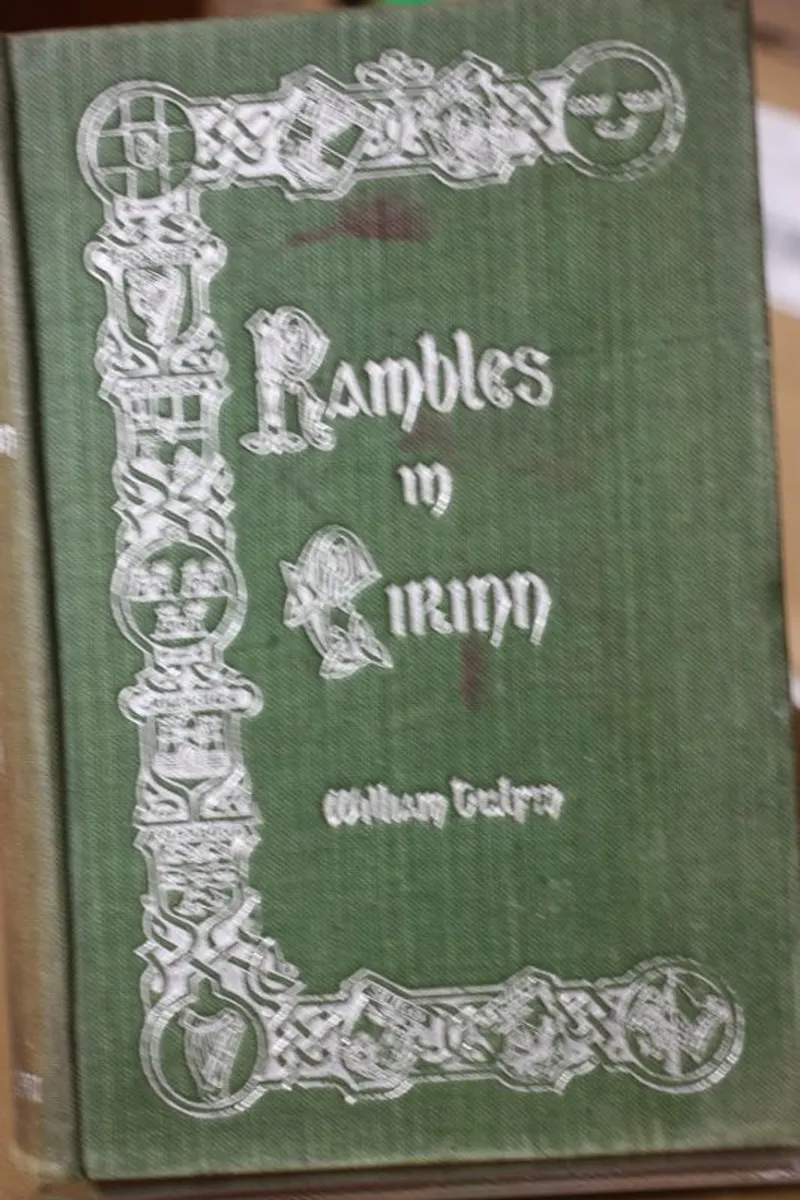 Rambles
in
Eirinn
William Bulfin